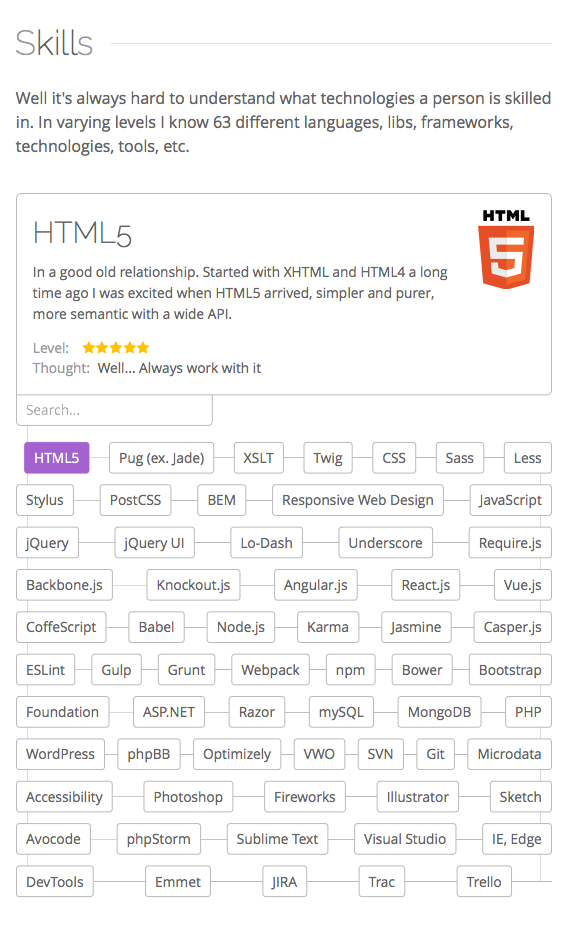 Skills
Well it's always hard to understand what technologies a person is skilled
in. In varying levels I know 63 different languages, libs, frameworks,
technologies, tools, etc.
HTML5
HTML
5
In a good old relationship. Started with XHTML and HTML4 a long
time ago I was excited when HTML5 arrived, simpler and purer,
more semantic with a wide API.
Level:
Thought: Well... Always work with it
Search...
HTML5 Pug (ex. Jade) XSLT Twig CSS Sass Less
Stylus PostCSS BEM Responsive Web Design JavaScript
jQuery jQuery UI Lo-Dash Underscore Require.js
Backbone.js Knockout.js Angular.js React.js Vue.js
CoffeScript Babel Node.js Karma Jasmine Casper.js
ESLint Gulp Grunt Webpack npm Bower Bootstrap
Foundation ASP.NET Razor mySQL MongoDB PHP
WordPress phpBB Optimizely VWO SVN Git Microdata
Accessibility Photoshop Fireworks Illustrator Sketch
Avocode phpStorm Sublime Text Visual Studio IE, Edge
DevTools Emmet JIRA Trac Trello